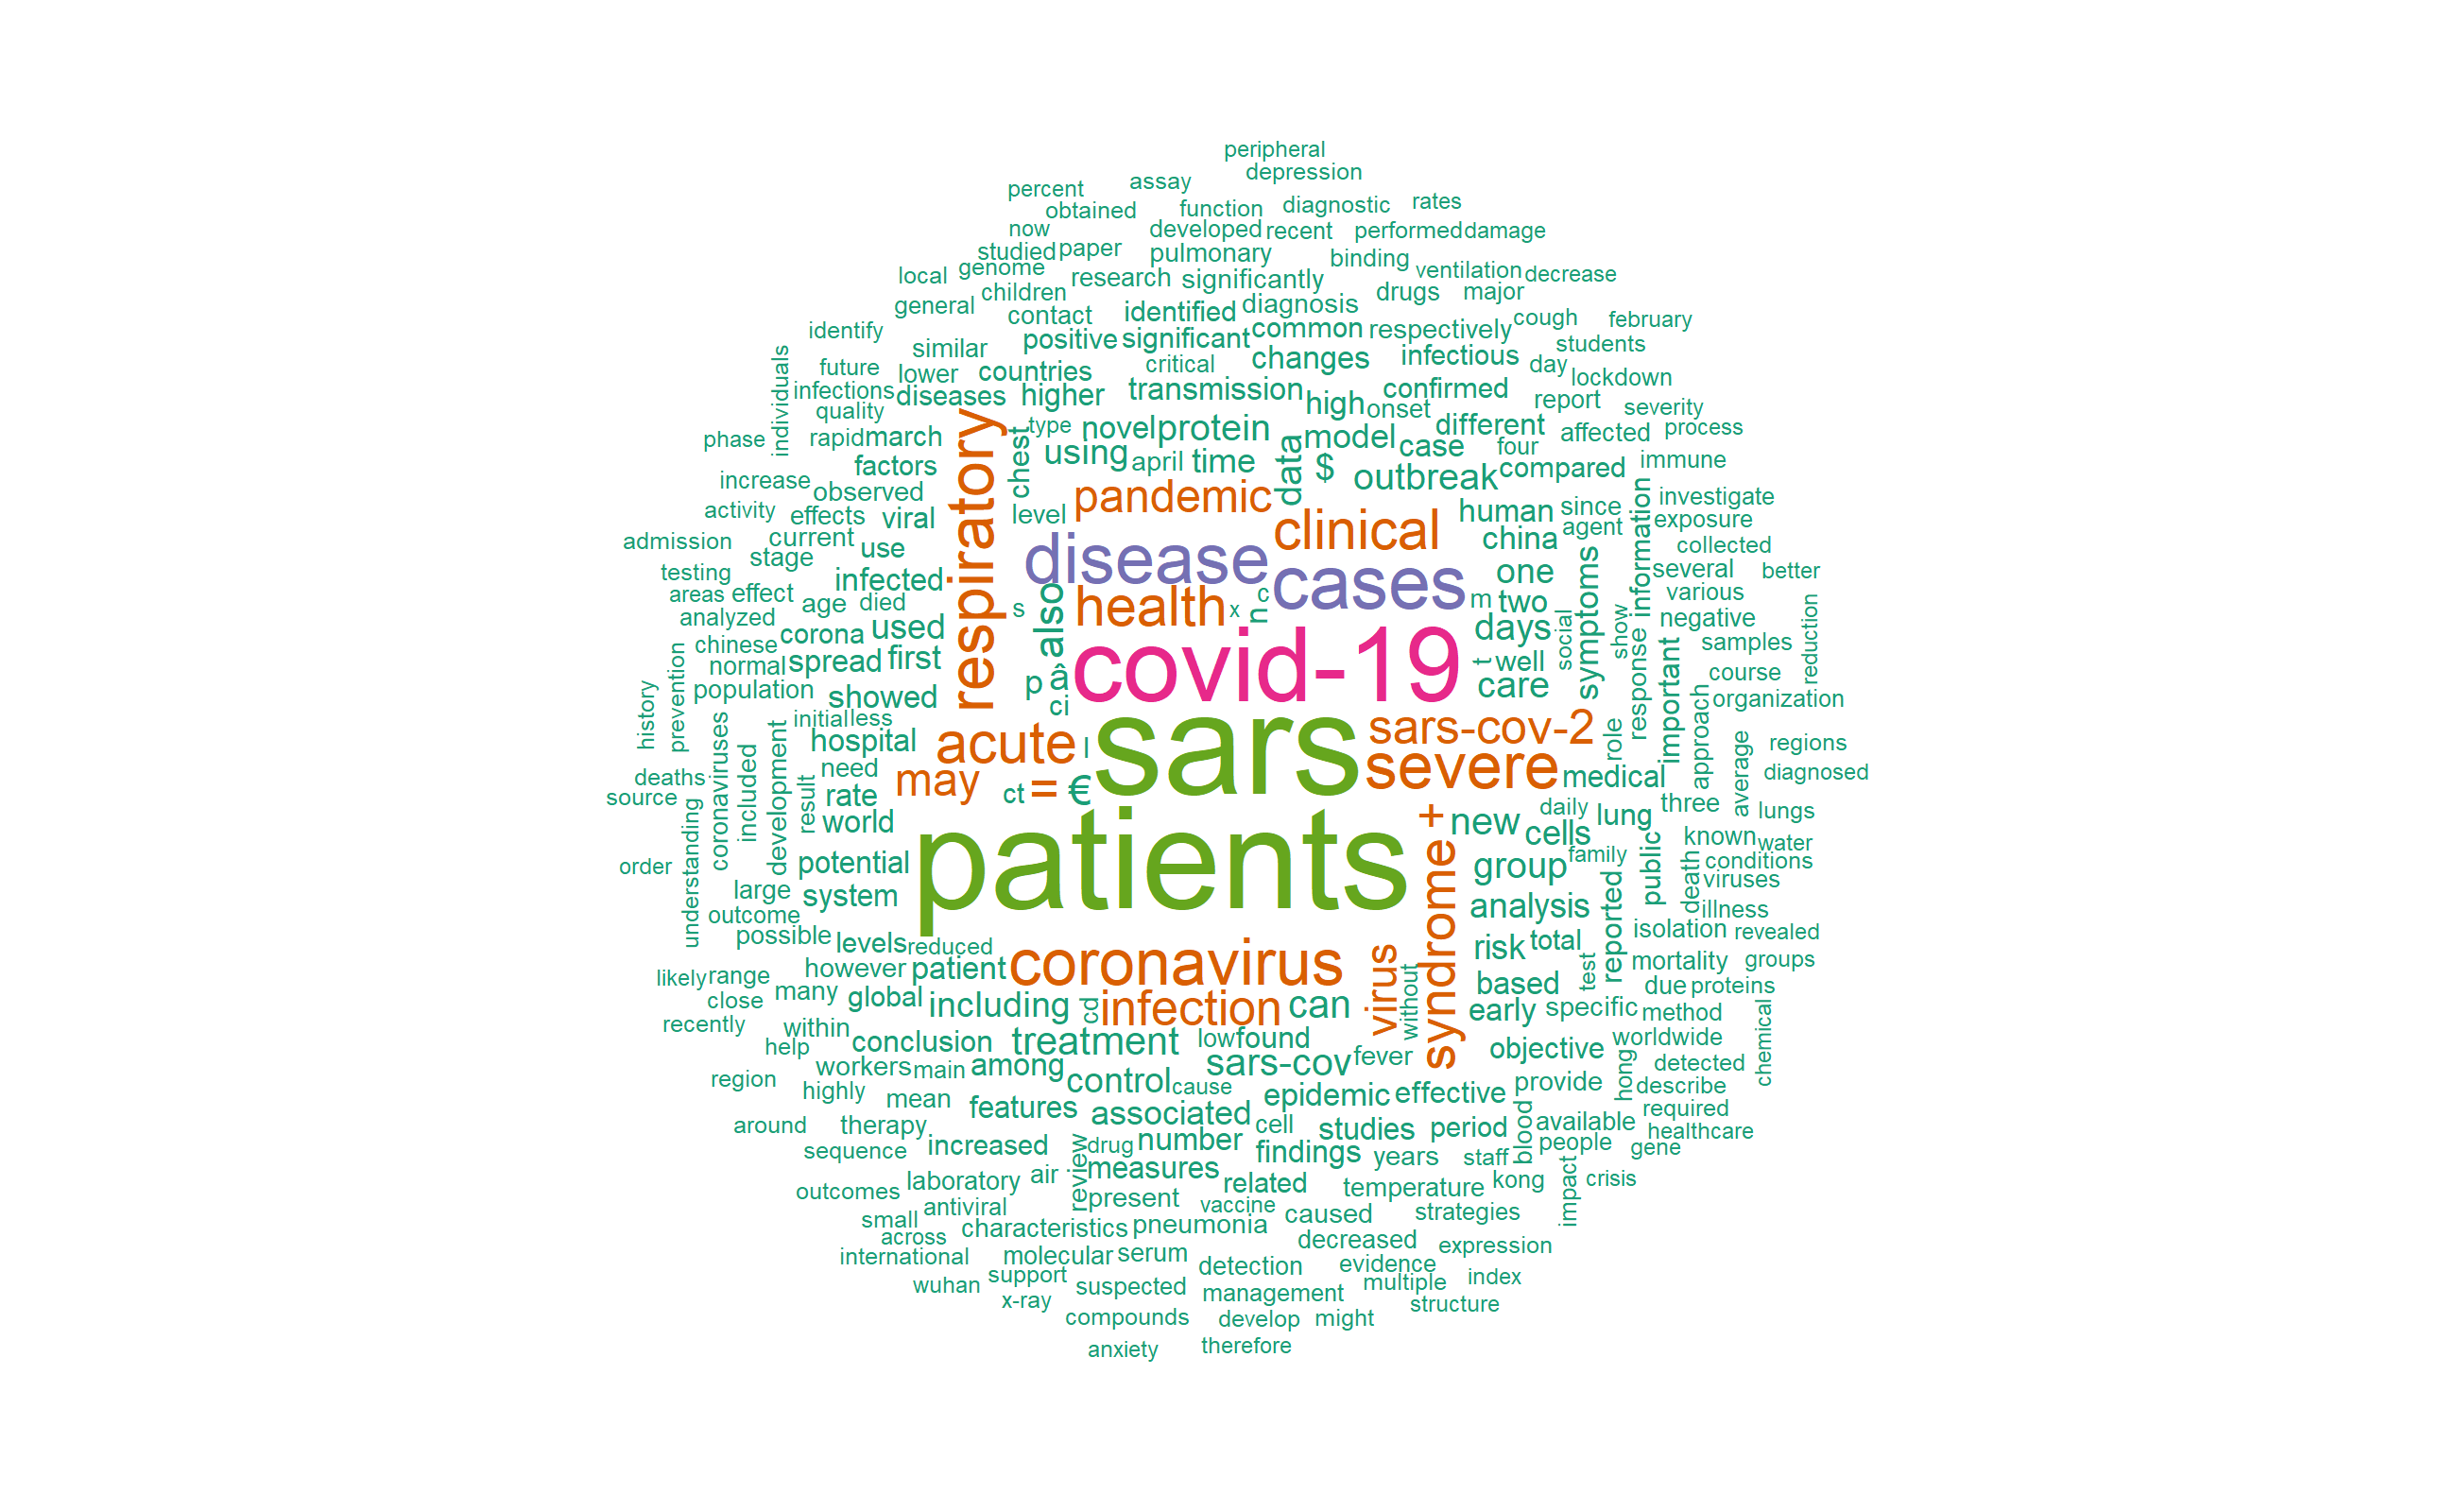 peripheral
depression
percent assay
obtained function diagnostic rates
now developed recent performed damage
studied paper pulmonary binding
local genome research significantly ventilation decrease
general children contact identified diagnosis drugs major
identify similar positive significant common respectively cough february
individuals future lower countries critical changes infectious day students
infections diseases higher transmission high onset confirmed report lockdown
quality respiratory chest type novel protein data model case different four affected severity
phase rapid march using april time $ outbreak compared process
increase factors observed level pandemic clinical human since information immune
activity effects viral china agent investigate exposure
admission current stage use disease cases one symptoms several collected
testing infected also s health x n c m two social show various better
areas effect age died used days response negative reduction
analyzed corona covid-19 t well important samples
chinese normal spread first p â care course
history prevention population showed ci approach organization
coronaviruses initial less acute l sars sars-cov-2 role regions
included development hospital need may ct = € severe medical average diagnosed
deaths source result rate world + new daily lung three lungs
understanding potential patients syndrome cells family public known water
order large system group death conditions viruses
outcome analysis reported illness
possible levels reduced coronavirus virus risk total isolation revealed
likely range however patient without based test mortality groups
close many global including cd infection can early specific due proteins
recently within conclusion treatment low found objective method worldwide chemical
help workers main among sars-cov fever hong detected
region highly mean features control cause epidemic effective provide describe
around therapy associated cell studies period blood available required
sequence increased review drug number findings years staff people gene healthcare
outcomes laboratory air measures related temperature kong impact crisis
small antiviral present vaccine caused strategies
across characteristics pneumonia decreased expression
international molecular serum detection evidence
wuhan support suspected management multiple index
x-ray structure
compounds develop might
anxiety therefore